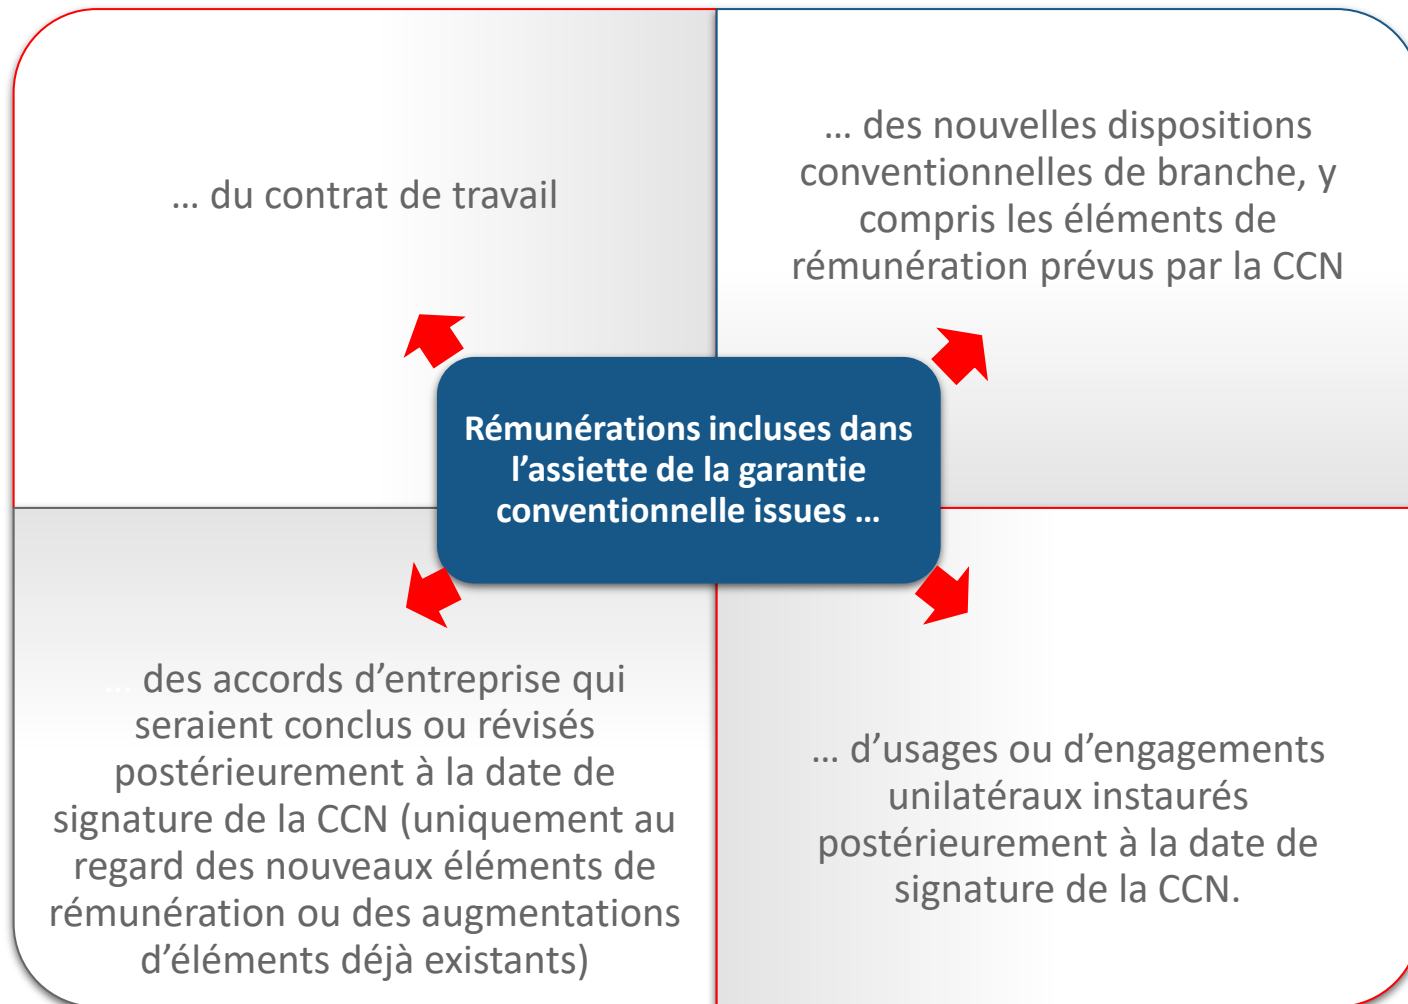 ... du contrat de travail
... des nouvelles dispositions
conventionnelles de branche, y
compris les éléments de
rémunération prévus par la CCN
Rémunérations incluses dans
l’assiette de la garantie
conventionnelle issues ...
... des accords d’entreprise qui
seraient conclus ou révisés
postérieurement à la date de
signature de la CCN (uniquement au
regard des nouveaux éléments de
rémunération ou des augmentations
d’éléments déjà existants)
... d’usages ou d’engagements
unilatéraux instaurés
postérieurement à la date de
signature de la CCN.